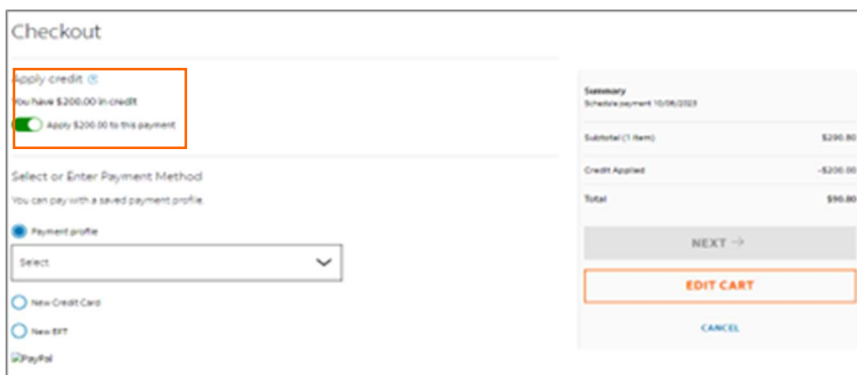 Checkout
Apply credit
You have $200.00 in credit
Apply $200.00 to this payment
Select or Enter Payment Method
You can pay with a saved payment profile.
Payment profile
Select
New Credit Card
New EFT
PayPal
Summary
Schedule payment 10/06/2023
Subtotal (1 item) $290.80
Credit Applied -$200.00
Total $90.80
NEXT →
EDIT CART
CANCEL